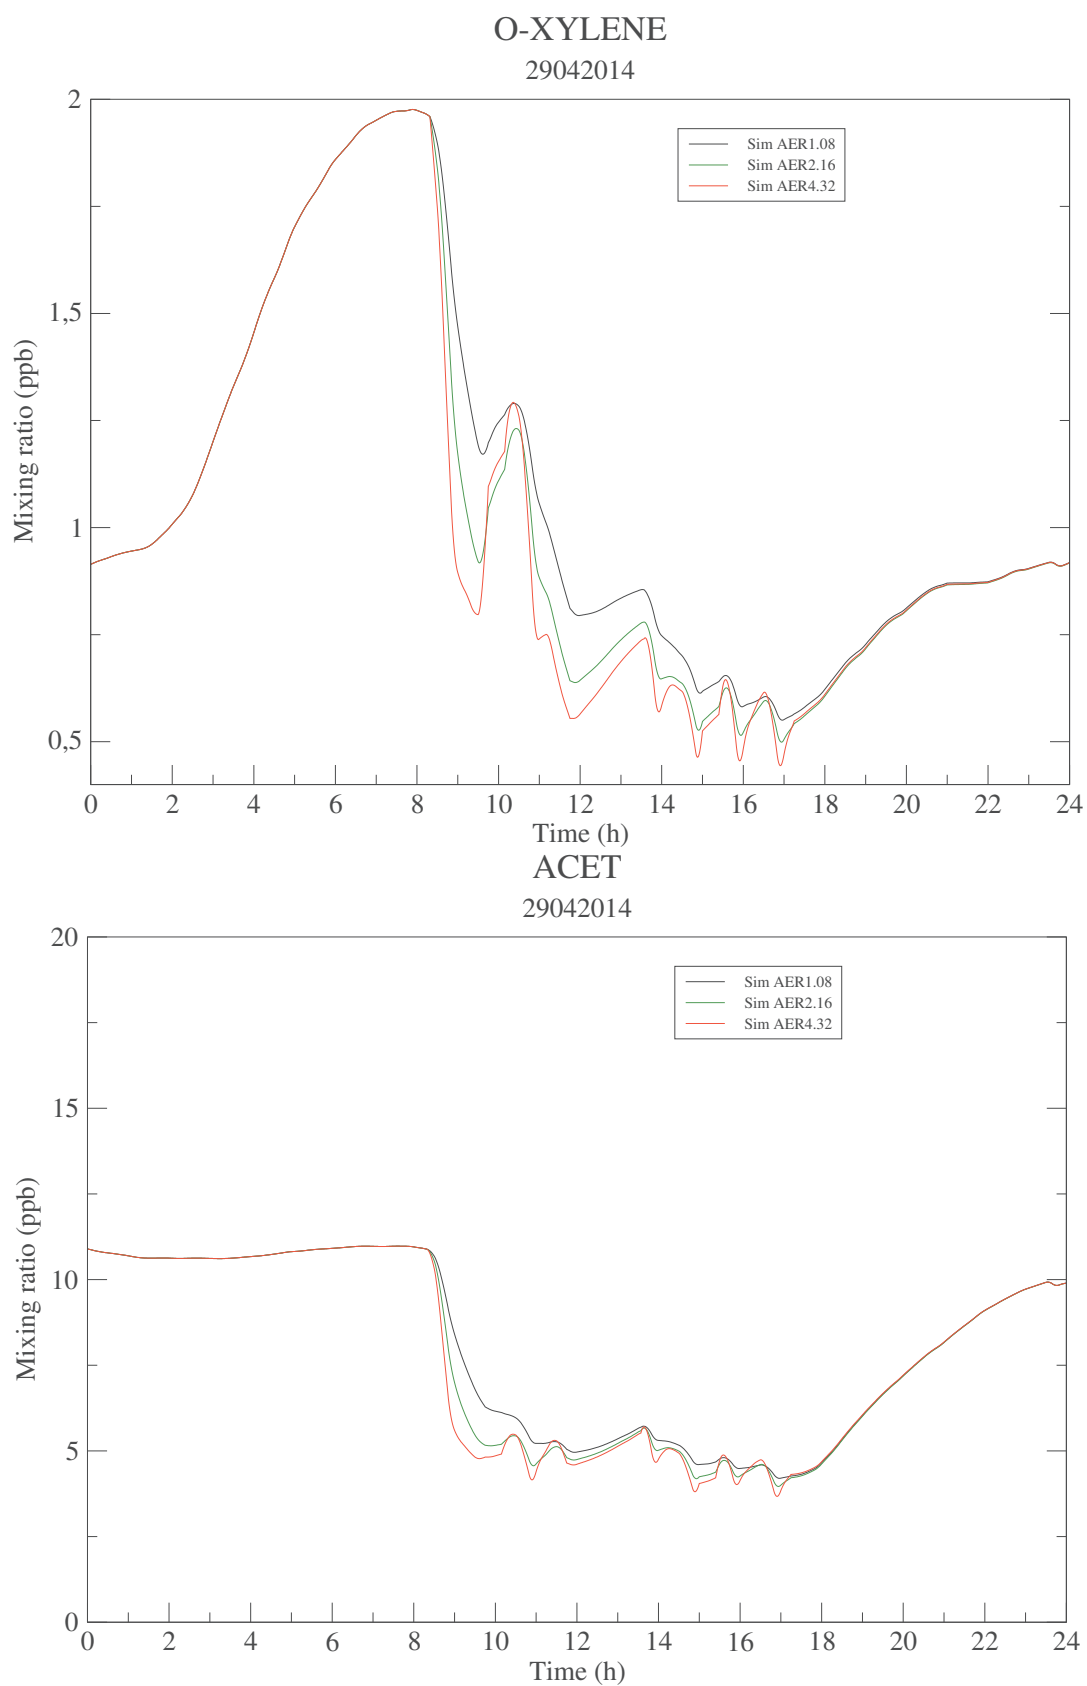 O-XYLENE
29042014
Sim AER1.08
Sim AER2.16
Sim AER4.32
2
1,5
1
0,5
Mixing ratio (ppb)
0 2 4 6 8 10 12 14 16 18 20 22 24
Time (h)
ACET
29042014
Sim AER1.08
Sim AER2.16
Sim AER4.32
20
15
10
5
0
Mixing ratio (ppb)
0 2 4 6 8 10 12 14 16 18 20 22 24
Time (h)